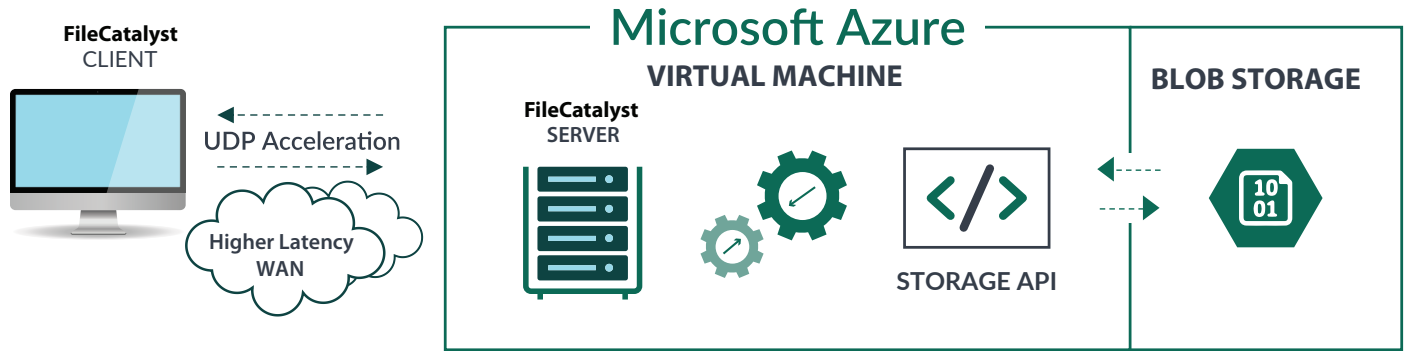 FileCatalyst
CLIENT
UDP Acceleration
Higher Latency
WAN
Microsoft Azure
VIRTUAL MACHINE
FileCatalyst
SERVER
</>
STORAGE API
BLOB STORAGE
10
01